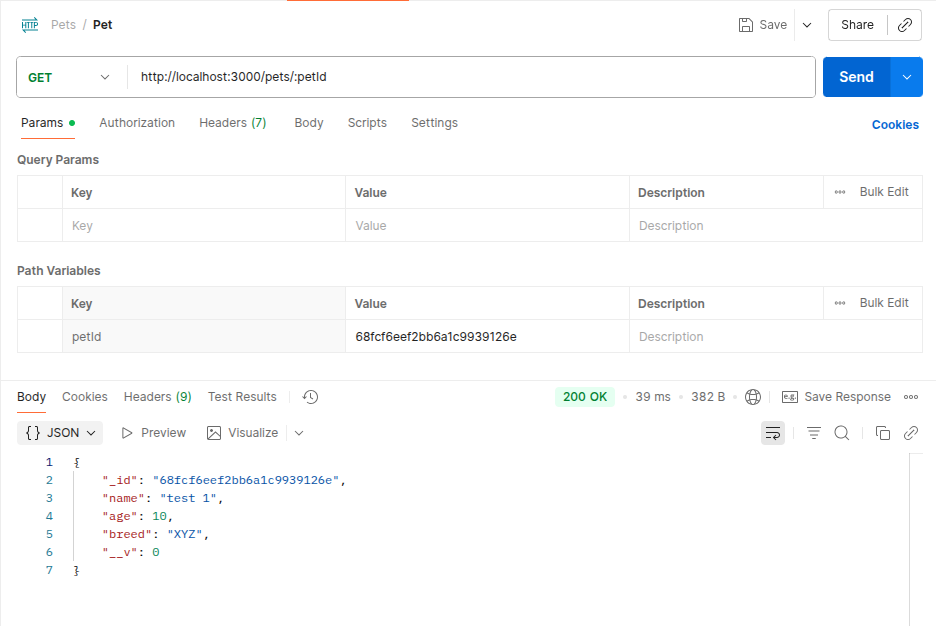 HTTP Pets / Pet Save Share
GET http://localhost:3000/pets/:petId Send
Params Authorization Headers (7) Body Scripts Settings Cookies
Query Params
Key Value Description Bulk Edit
Key Value Description
Path Variables
Key Value Description Bulk Edit
petId 68fcf6eef2bb6a1c9939126e Description
Body Cookies Headers (9) Test Results 200 OK 39 ms 382 B e.g. Save Response
{} JSON Preview Visualize
1 {
2 "_id": "68fcf6eef2bb6a1c9939126e",
3 "name": "test 1",
4 "age": 10,
5 "breed": "XYZ",
6 "__v": 0
7 }